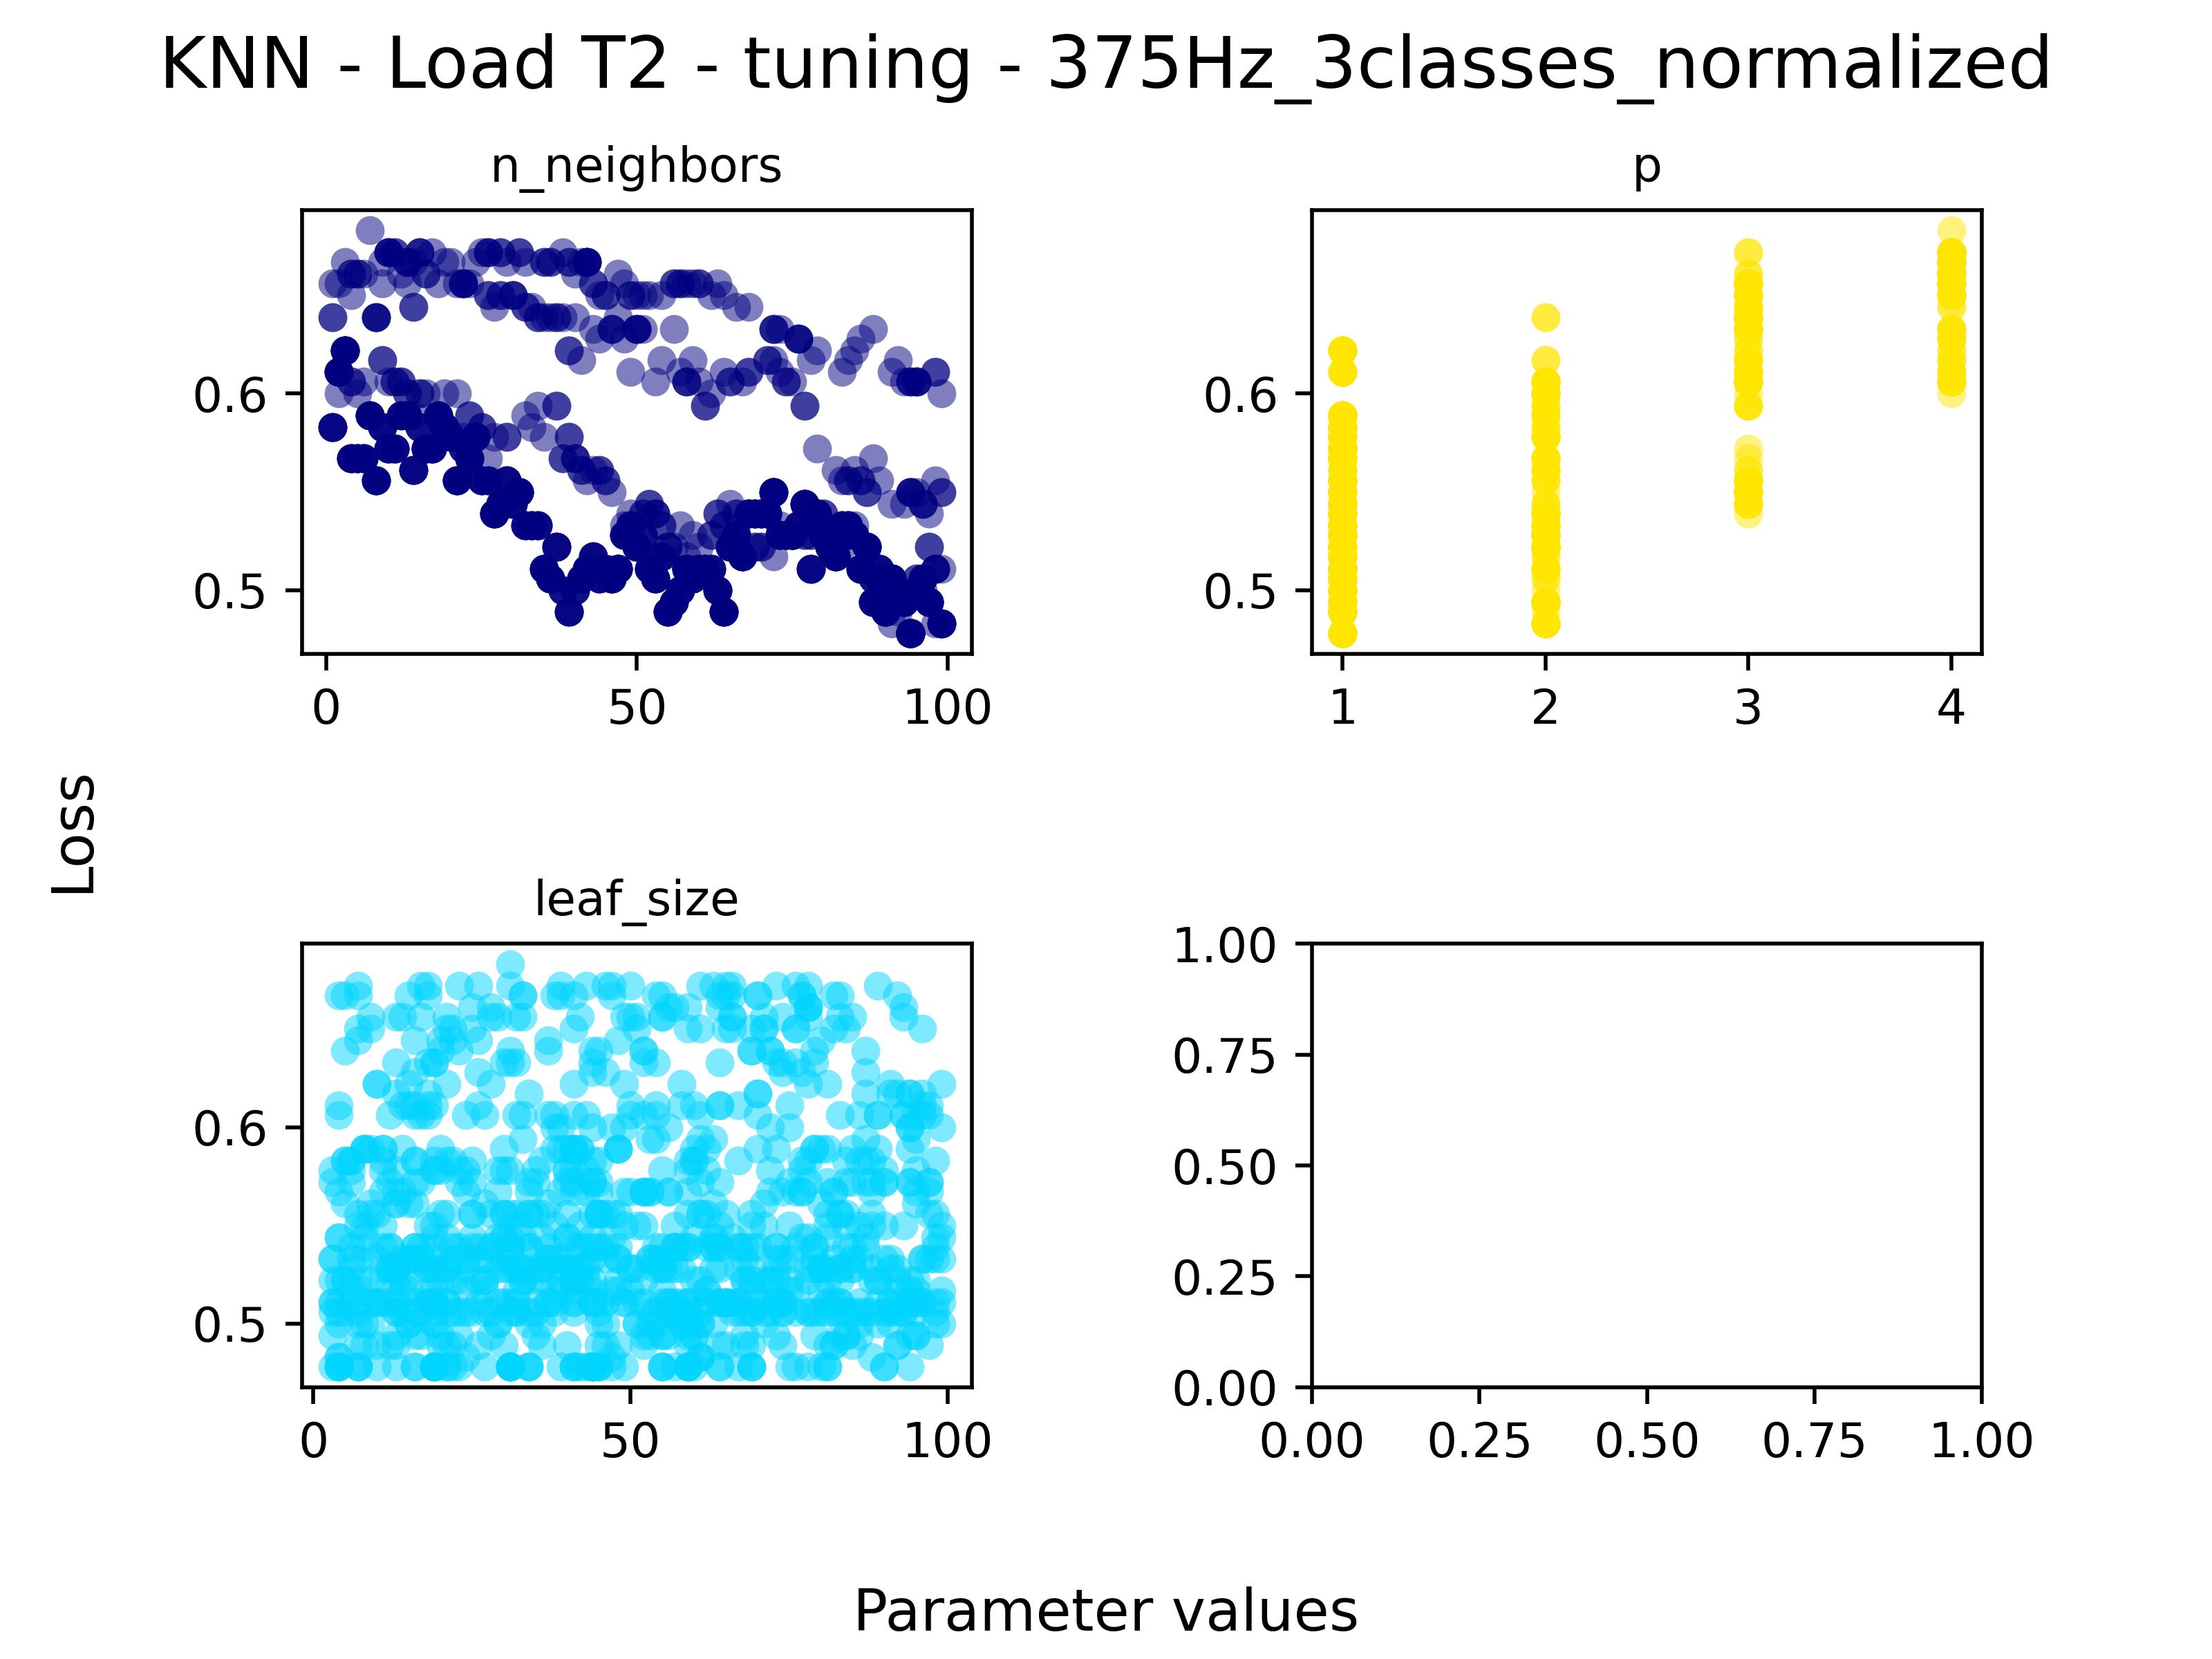 KNN - Load T2 - tuning - 375Hz_3classes_normalized
n_neighbors
0.6
0.5
0 50 100
p
0.6
0.5
1 2 3 4
Loss
leaf_size
0.6
0.5
0 50 100
1.00
0.75
0.50
0.25
0.00
0.00 0.25 0.50 0.75 1.00
Parameter values